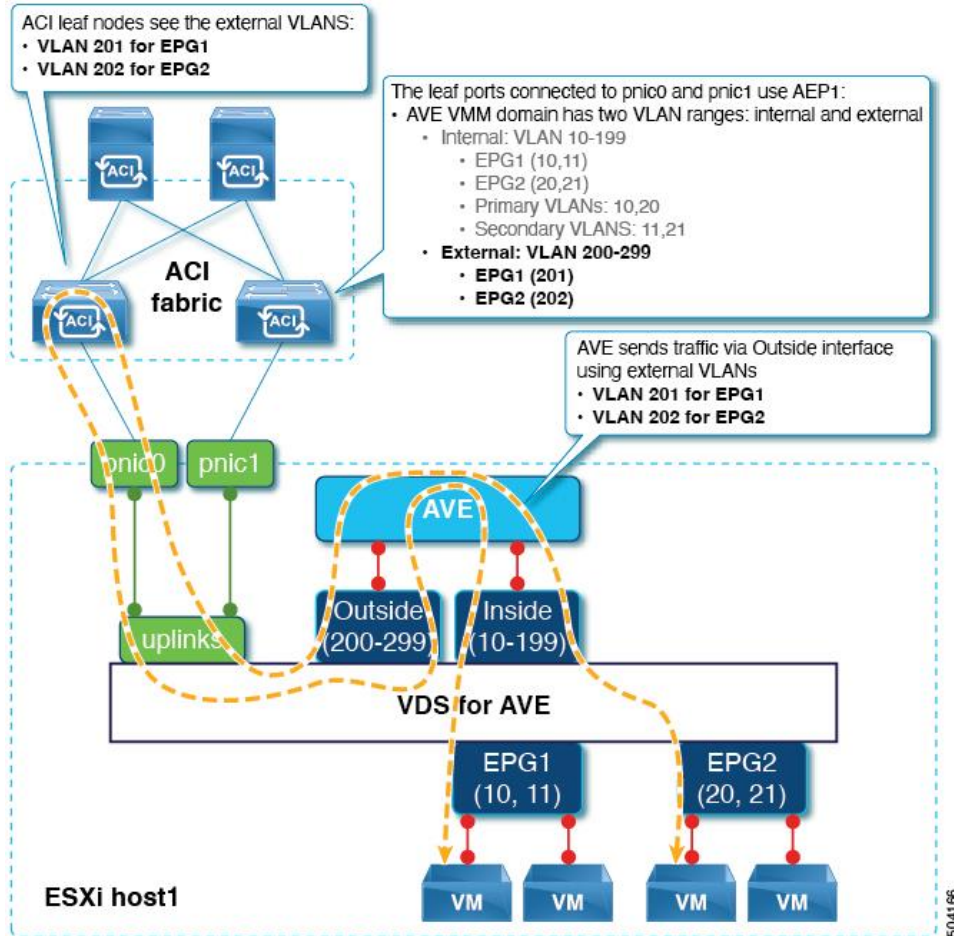 ACI leaf nodes see the external VLANS:
• VLAN 201 for EPG1
• VLAN 202 for EPG2
The leaf ports connected to pnic0 and pnic1 use AEP1:
• AVE VMM domain has two VLAN ranges: internal and external
• Internal: VLAN 10-199
• EPG1 (10,11)
• EPG2 (20,21)
• Primary VLANs: 10,20
• Secondary VLANS: 11,21
• External: VLAN 200-299
• EPG1 (201)
• EPG2 (202)
ACI
ACI
ACI
fabric
ACI
ACI
AVE sends traffic via Outside interface
using external VLANs
• VLAN 201 for EPG1
• VLAN 202 for EPG2
pnic0
pnic1
AVE
Outside
(200-299)
Inside
(10-199)
uplinks
VDS for AVE
EPG1
(10, 11)
EPG2
(20, 21)
ESXi host1
VM
VM
VM
VM
504166